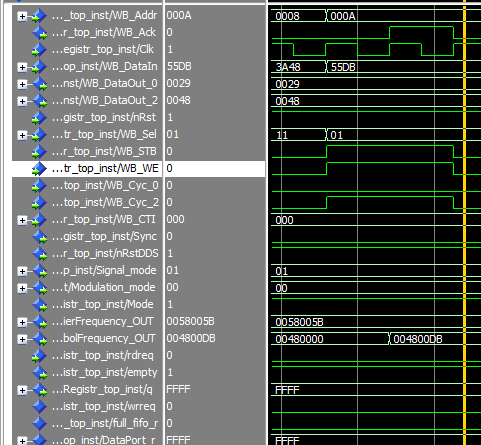 ..._top_inst/WB_Addr 000A 0008 000A
...r_top_inst/WB_Ack 0
...egistr_top_inst/Clk 1
...op_inst/WB_DataIn 55DB 3A48 55DB
...nst/WB_DataOut_0 0029 0029
...nst/WB_DataOut_2 0048 0048
...gistr_top_inst/nRst 1
...tr_top_inst/WB_Sel 01 11 01
...r_top_inst/WB_STB 0
...tr_top_inst/WB_WE 0
...top_inst/WB_Cyc_0 0
...top_inst/WB_Cyc_2 0
...r_top_inst/WB_CTI 000 000
...gistr_top_inst/Sync 0
...r_top_inst/nRstDDS 1
...p_inst/Signal_mode 01 01
...t/Modulation_mode 00 00
...istr_top_inst/Mode 1
...ierFrequency_OUT 0058005B 0058005B
...bolFrequency_OUT 004800DB 00480000 004800DB
...istr_top_inst/rdreq 0
...istr_top_inst/empty 1
...Registr_top_inst/q FFFF FFFF
...istr_top_inst/wrreq 0
..._top_inst/full_fifo_r 0
...op_inst/DataPort_r FFFF FFFF